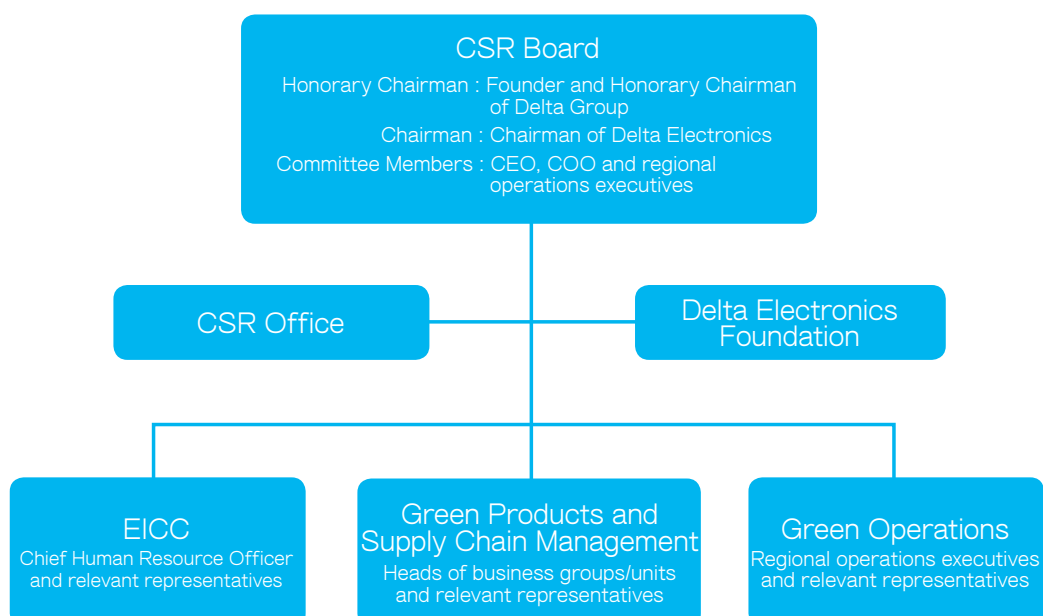 CSR Board
Honorary Chairman : Founder and Honorary Chairman
of Delta Group
Chairman : Chairman of Delta Electronics
Committee Members : CEO, COO and regional
operations executives
CSR Office
Delta Electronics
Foundation
EICC
Chief Human Resource Officer
and relevant representatives
Green Products and
Supply Chain Management
Heads of business groups/units
and relevant representatives
Green Operations
Regional operations executives
and relevant representatives